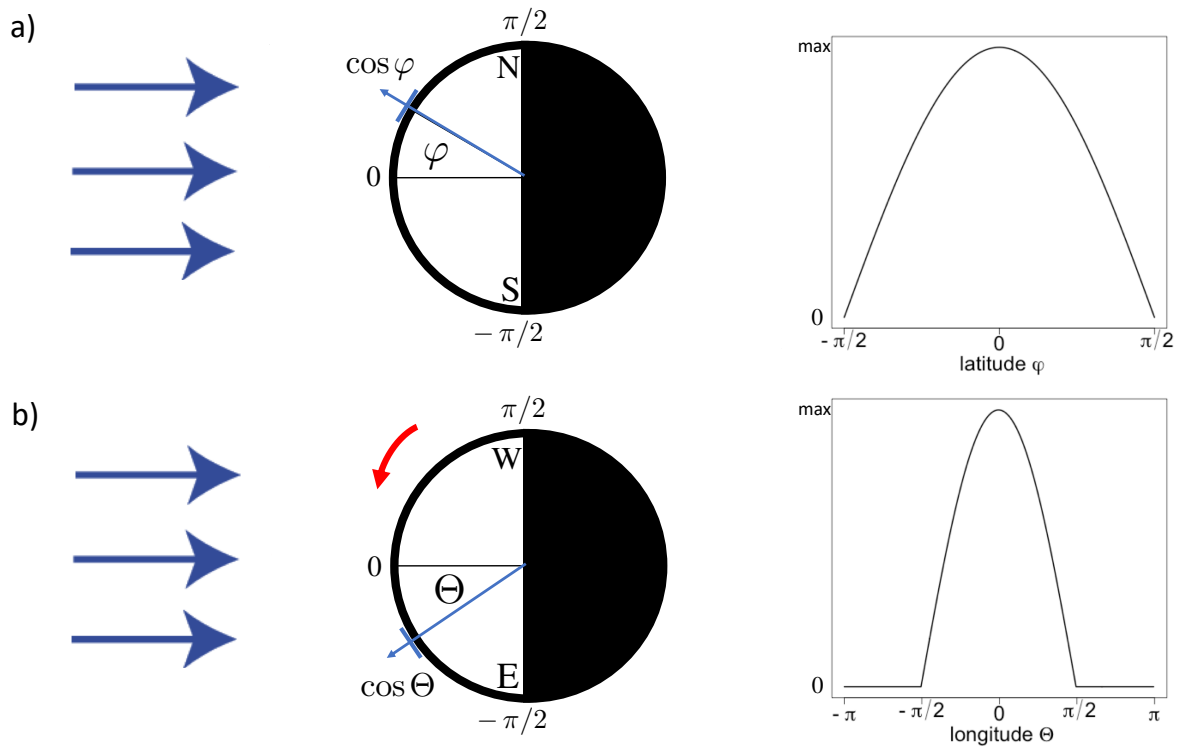 a)
π/2
N
cos φ
φ
0
S
− π/2
max
0
- π/2
0
π/2
latitude φ
b)
π/2
W
0
Θ
E
cos Θ
− π/2
max
0
- π
- π/2
0
π/2
π
longitude Θ